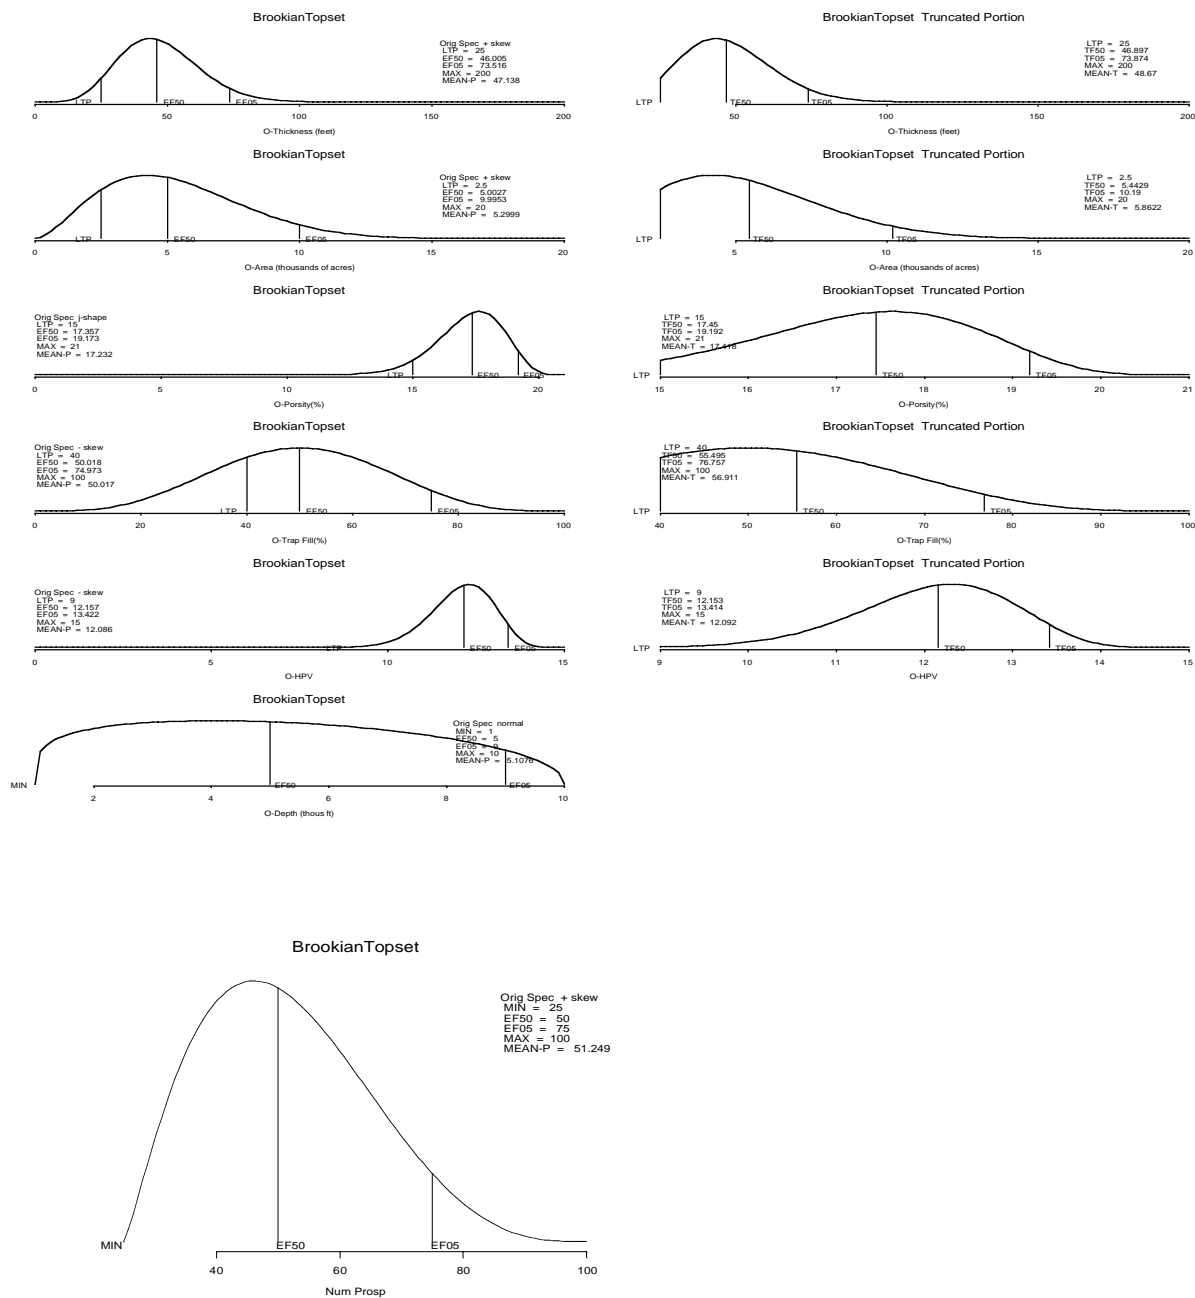 BrookianTopset
Orig Spec + skew
LTP = 25
EF50 = 46.005
EF05 = 73.516
MAX = 200
MEAN-P = 47.138
LTP EF50 EF05
0 50 100 150 200
O-Thickness (feet)
BrookianTopset Truncated Portion
LTP = 25
TF50 = 46.897
TF05 = 73.874
MAX = 200
MEAN-T = 48.67
LTP TF50 TF05
50 100 150 200
O-Thickness (feet)
BrookianTopset
Orig Spec + skew
LTP = 2.5
EF50 = 5.0027
EF05 = 9.9953
MAX = 20
MEAN-P = 5.2999
LTP EF50 EF05
0 5 10 15 20
O-Area (thousands of acres)
BrookianTopset Truncated Portion
LTP = 2.5
TF50 = 5.4429
TF05 = 10.19
MAX = 20
MEAN-T = 5.8622
LTP TF50 TF05
5 10 15 20
O-Area (thousands of acres)
BrookianTopset
Orig Spec j-shape
LTP = 15
EF50 = 17.357
EF05 = 19.173
MAX = 21
MEAN-P = 17.232
LTP EF50 EF05
0 5 10 15 20
O-Porsity(%)
BrookianTopset Truncated Portion
LTP = 15
TF50 = 17.45
TF05 = 19.192
MAX = 21
MEAN-T = 17.418
LTP TF50 TF05
15 16 17 18 19 20 21
O-Porsity(%)
BrookianTopset
Orig Spec - skew
LTP = 40
EF50 = 50.018
EF05 = 74.973
MAX = 100
MEAN-P = 50.017
LTP EF50 EF05
0 20 40 60 80 100
O-Trap Fill(%)
BrookianTopset Truncated Portion
LTP = 40
TF50 = 55.495
TF05 = 76.757
MAX = 100
MEAN-T = 56.911
LTP TF50 TF05
40 50 60 70 80 90 100
O-Trap Fill(%)
BrookianTopset
Orig Spec - skew
LTP = 9
EF50 = 12.157
EF05 = 13.422
MAX = 15
MEAN-P = 12.086
LTP EF50 EF05
0 5 10 15
O-HPV
BrookianTopset Truncated Portion
LTP = 9
TF50 = 12.153
TF05 = 13.414
MAX = 15
MEAN-T = 12.092
LTP TF50 TF05
9 10 11 12 13 14 15
O-HPV
BrookianTopset
Orig Spec normal
MIN = 1
EF50 = 5
EF05 = 9
MAX = 10
MEAN-P = 5.1076
MIN EF50 EF05
2 4 6 8 10
O-Depth (thous ft)
BrookianTopset
Orig Spec + skew
MIN = 25
EF50 = 50
EF05 = 75
MAX = 100
MEAN-P = 51.249
MIN EF50 EF05
40 60 80 100
Num Prosp